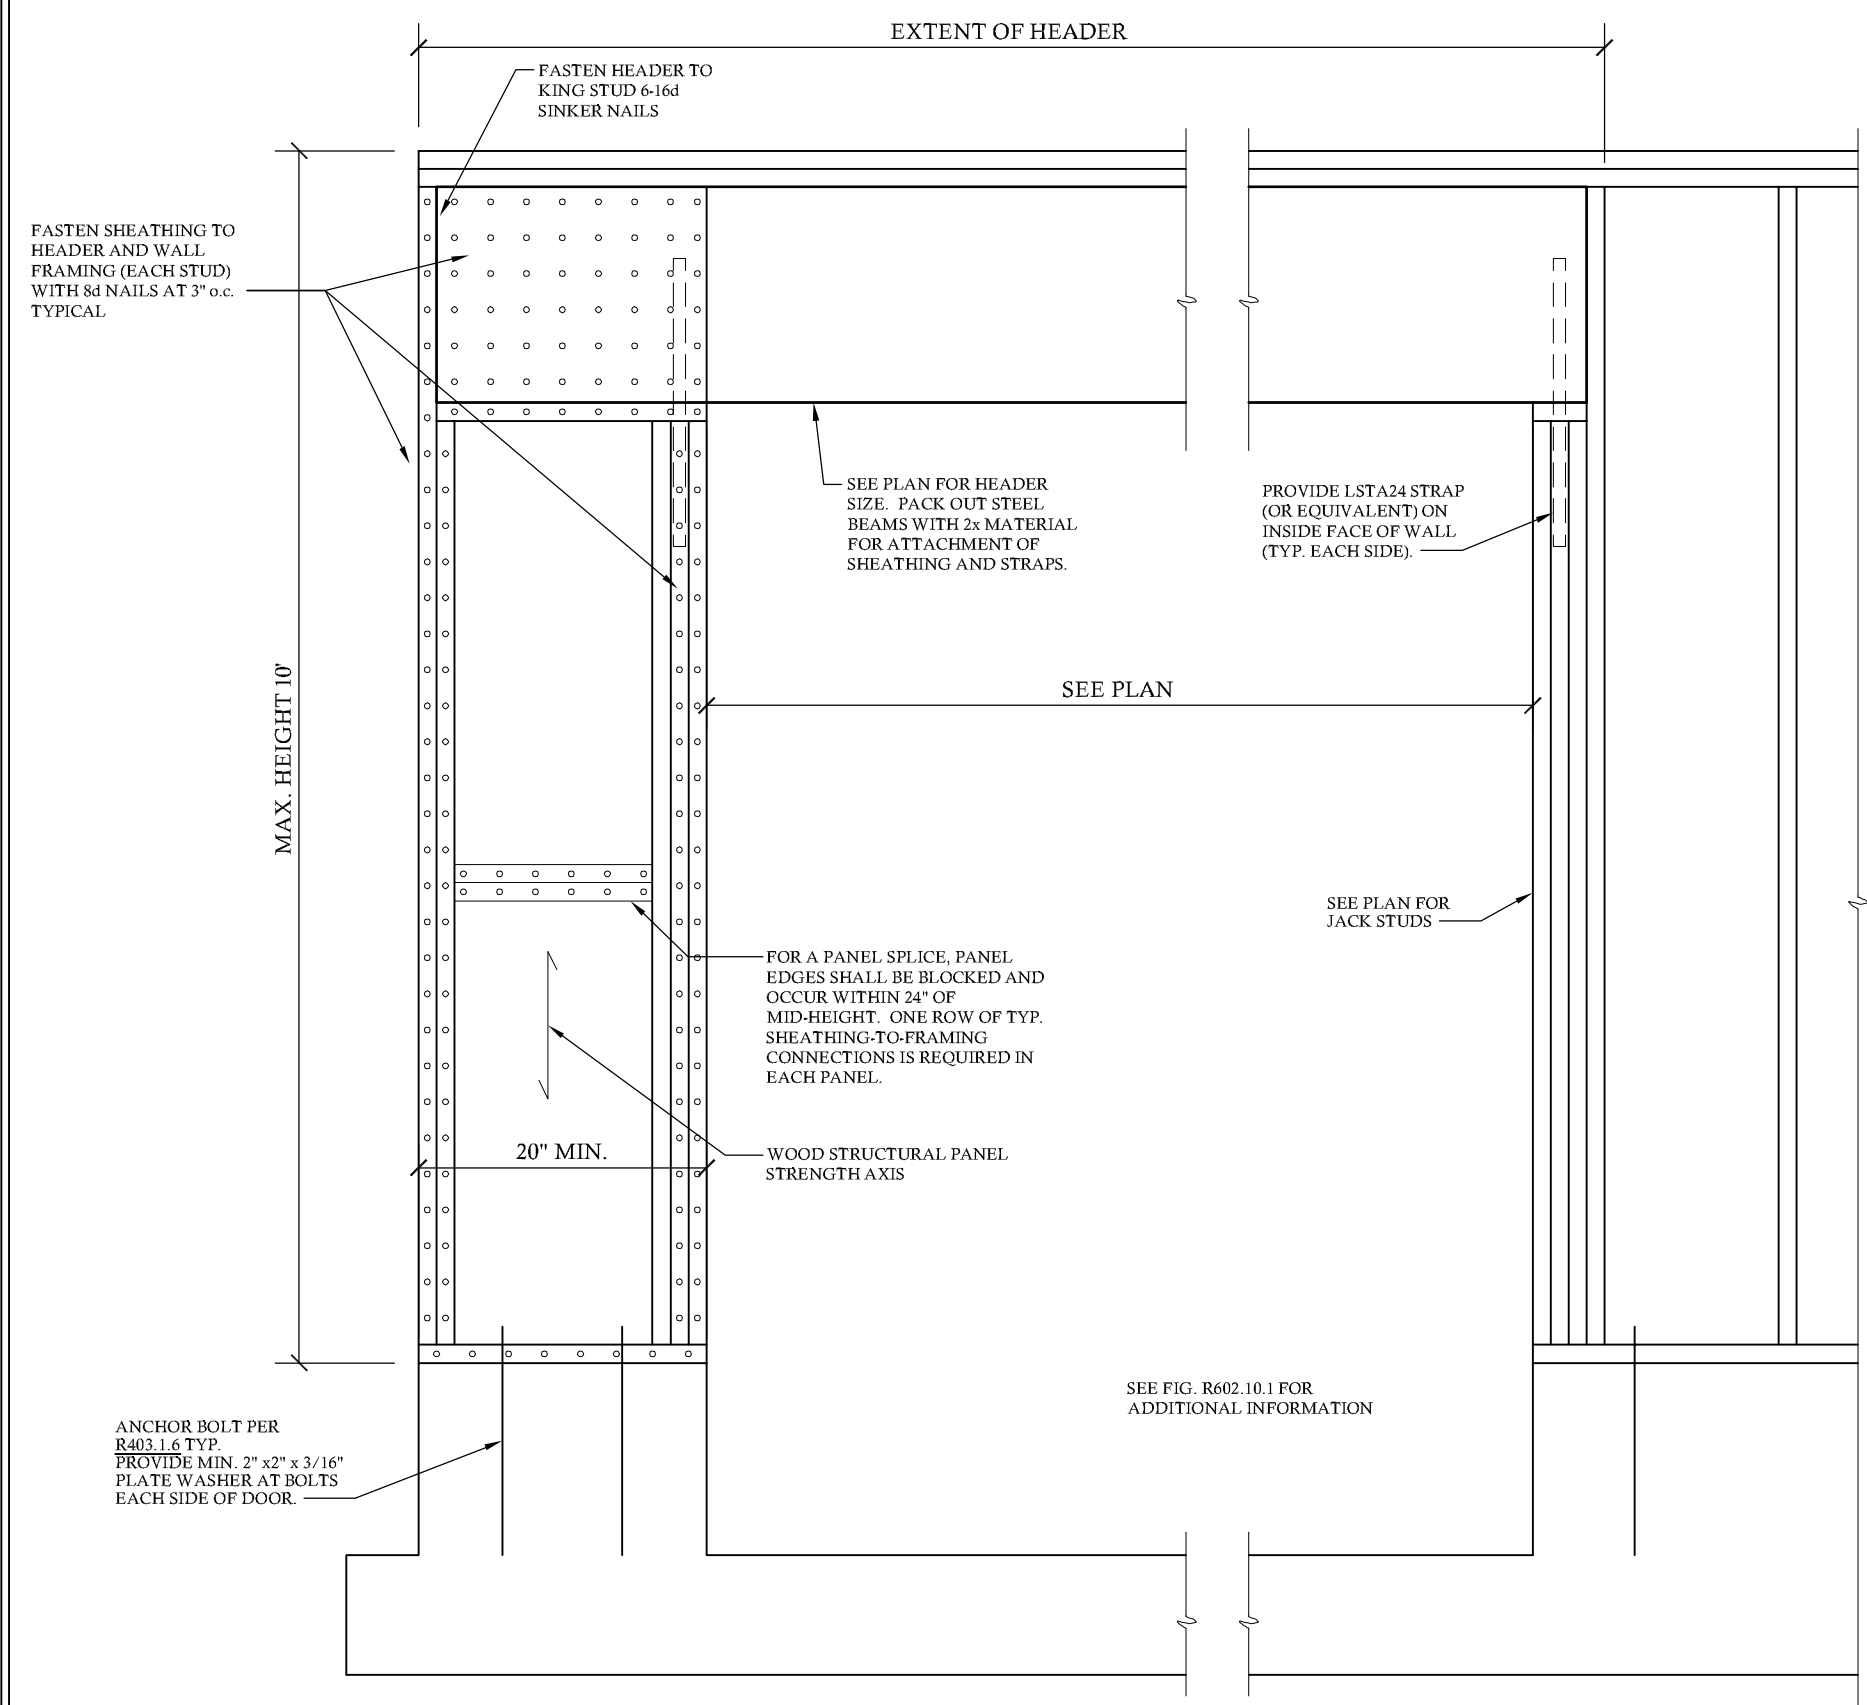 EXTENT OF HEADER
FASTEN HEADER TO
KING STUD 6-16d
SINKER NAILS
FASTEN SHEATHING TO
HEADER AND WALL
FRAMING (EACH STUD)
WITH 8d NAILS AT 3" o.c.
TYPICAL
SEE PLAN FOR HEADER
SIZE. PACK OUT STEEL
BEAMS WITH 2x MATERIAL
FOR ATTACHMENT OF
SHEATHING AND STRAPS.
PROVIDE LSTA24 STRAP
(OR EQUIVALENT) ON
INSIDE FACE OF WALL
(TYP. EACH SIDE).
MAX. HEIGHT 10'
SEE PLAN
SEE PLAN FOR
JACK STUDS
FOR A PANEL SPLICE, PANEL
EDGES SHALL BE BLOCKED AND
OCCUR WITHIN 24" OF
MID-HEIGHT. ONE ROW OF TYP.
SHEATHING-TO-FRAMING
CONNECTIONS IS REQUIRED IN
EACH PANEL.
20" MIN.
WOOD STRUCTURAL PANEL
STRENGTH AXIS
SEE FIG. R602.10.1 FOR
ADDITIONAL INFORMATION
ANCHOR BOLT PER
R403.1.6 TYP.
PROVIDE MIN. 2" x2" x 3/16"
PLATE WASHER AT BOLTS
EACH SIDE OF DOOR.